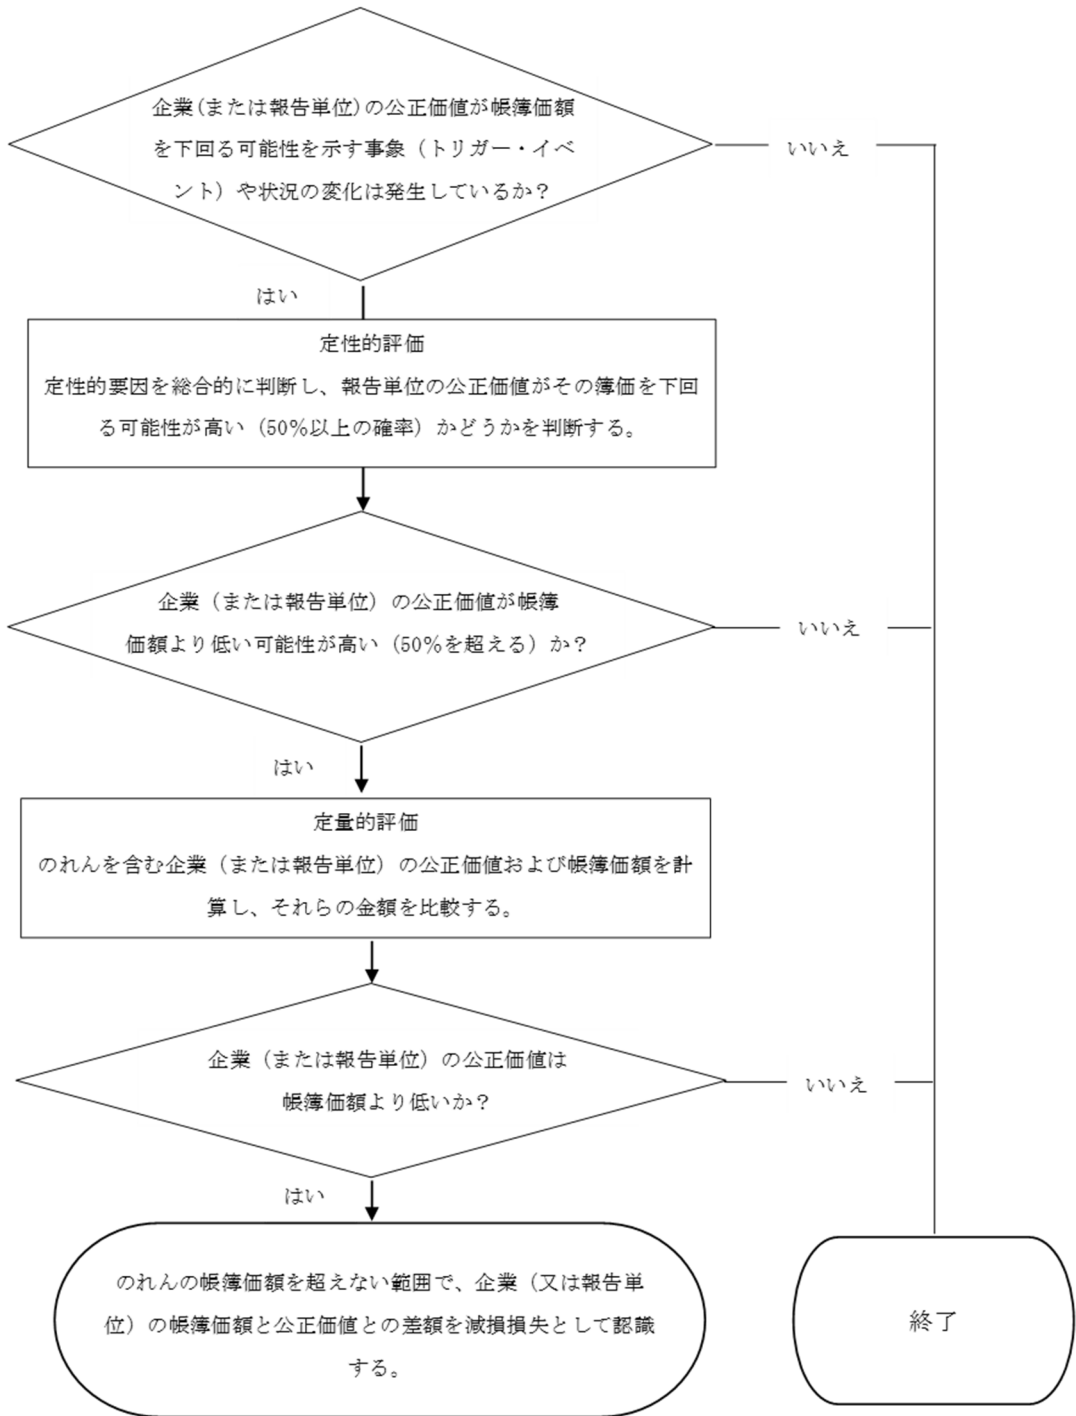 企業(または報告単位)の公正価値が帳簿価額
を下回る可能性を示す事象（トリガー・イベ
ント）や状況の変化は発生しているか？
いいえ
はい
定性的評価
定性的要因を総合的に判断し、報告単位の公正価値がその簿価を下回
る可能性が高い（50%以上の確率）かどうかを判断する。
企業（または報告単位）の公正価値が帳簿
価額より低い可能性が高い（50%を超える）か？
いいえ
はい
定量的評価
のれんを含む企業（または報告単位）の公正価値および帳簿価額を計
算し、それらの金額を比較する。
企業（または報告単位）の公正価値は
帳簿価額より低いか？
いいえ
はい
のれんの帳簿価額を超えない範囲で、企業（又は報告単
位）の帳簿価額と公正価値との差額を減損損失として認識
する。
終了